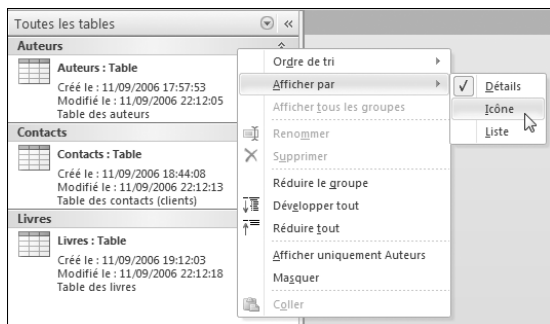 Toutes les tables
Auteurs
Auteurs : Table
Créé le : 11/09/2006 17:57:53
Modifié le : 11/09/2006 22:12:05
Table des auteurs
Contacts
Contacts : Table
Créé le : 11/09/2006 18:44:08
Modifié le : 11/09/2006 22:12:13
Table des contacts (clients)
Livres
Livres : Table
Créé le : 11/09/2006 19:12:03
Modifié le : 11/09/2006 22:12:18
Table des livres
Ordre de tri
Afficher par
Afficher tous les groupes
Renommer
Supprimer
Réduire le groupe
Développer tout
Réduire tout
Afficher uniquement Auteurs
Masquer
Coller
Détails
Icône
Liste